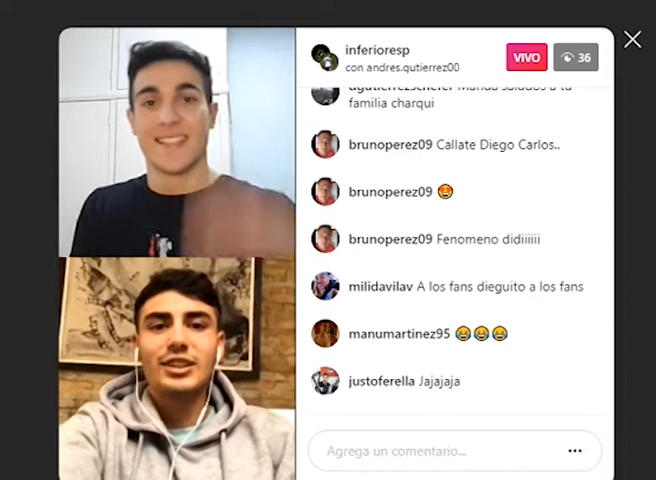 inferioresp
con andres.gutierrez00
VIVO
36
Manda saludos a tu
familia charqui
brunoperez09 Callate Diego Carlos..
brunoperez09 🤩
brunoperez09 Fenomeno didiiiiii
milidavilav A los fans dieguito a los fans
manumartinez95 😂😂😂
justoferella Jajajaja
Agrega un comentario...